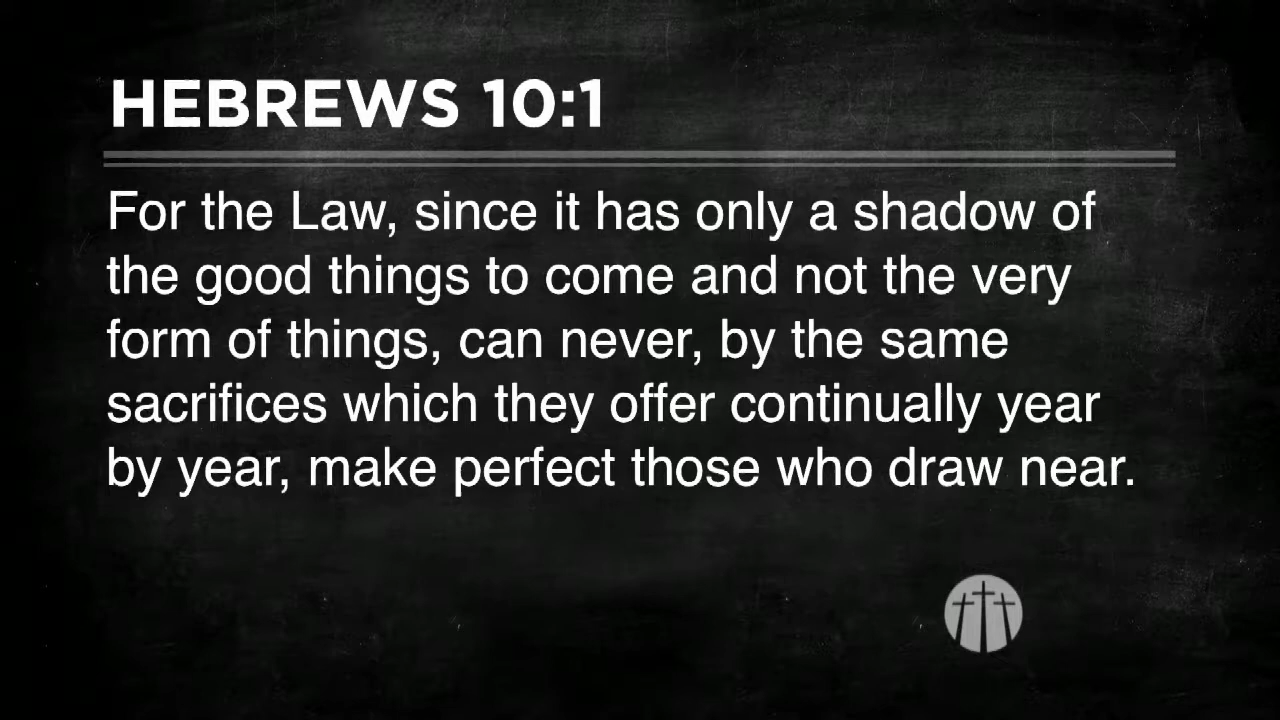 HEBREWS 10:1
For the Law, since it has only a shadow of
the good things to come and not the very
form of things, can never, by the same
sacrifices which they offer continually year
by year, make perfect those who draw near.